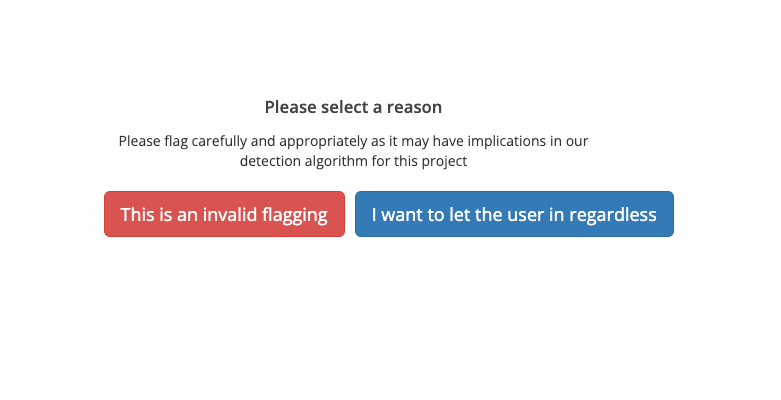 Please select a reason
Please flag carefully and appropriately as it may have implications in our
detection algorithm for this project
This is an invalid flagging
I want to let the user in regardless